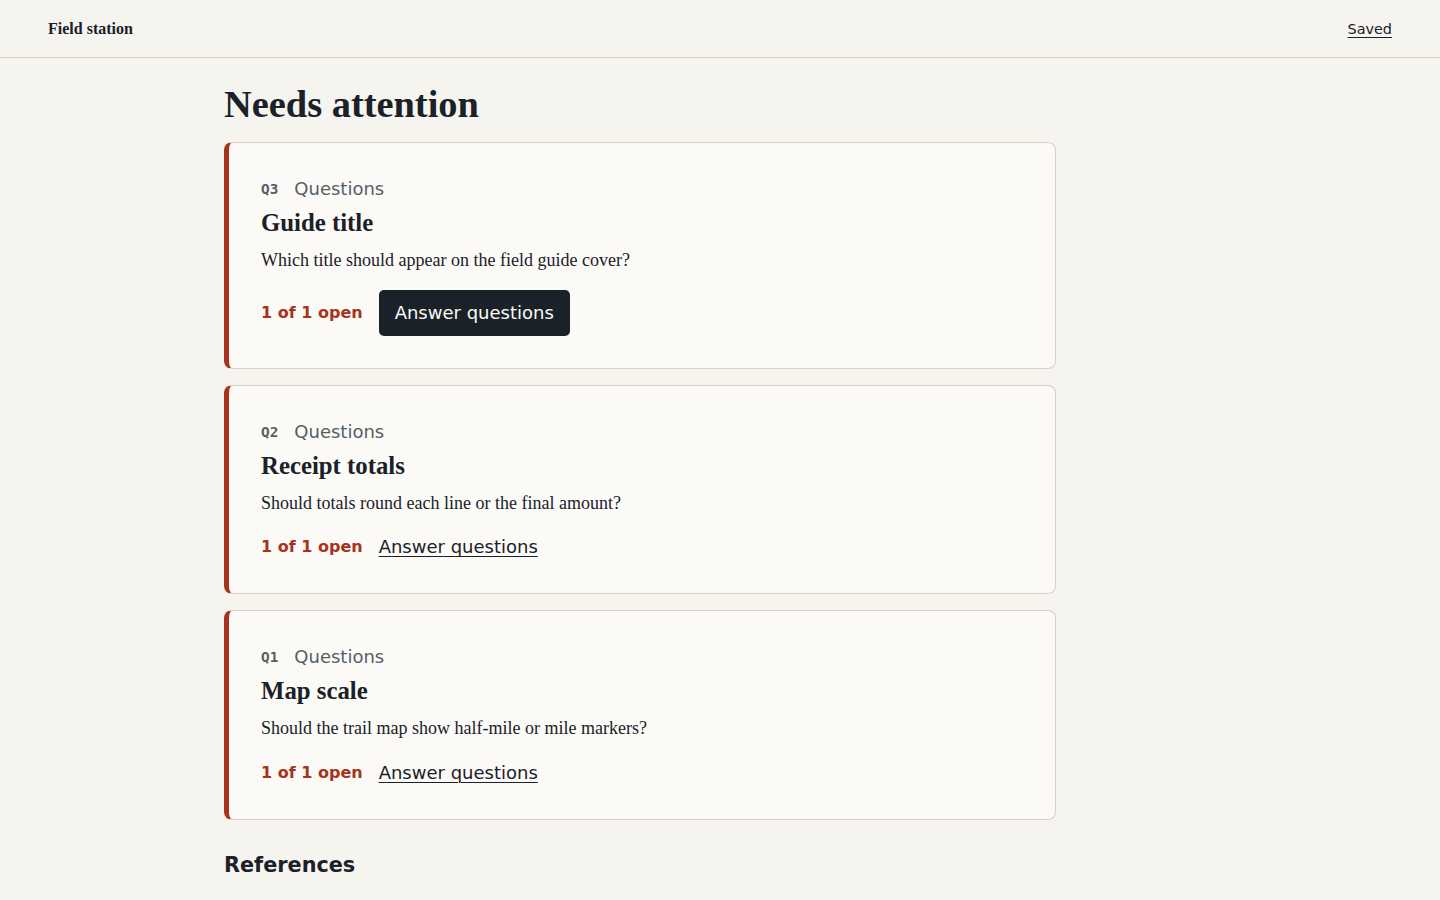 Field station
Saved
Needs attention
Q3 Questions
Guide title
Which title should appear on the field guide cover?
1 of 1 open Answer questions
Q2 Questions
Receipt totals
Should totals round each line or the final amount?
1 of 1 open Answer questions
Q1 Questions
Map scale
Should the trail map show half-mile or mile markers?
1 of 1 open Answer questions
References